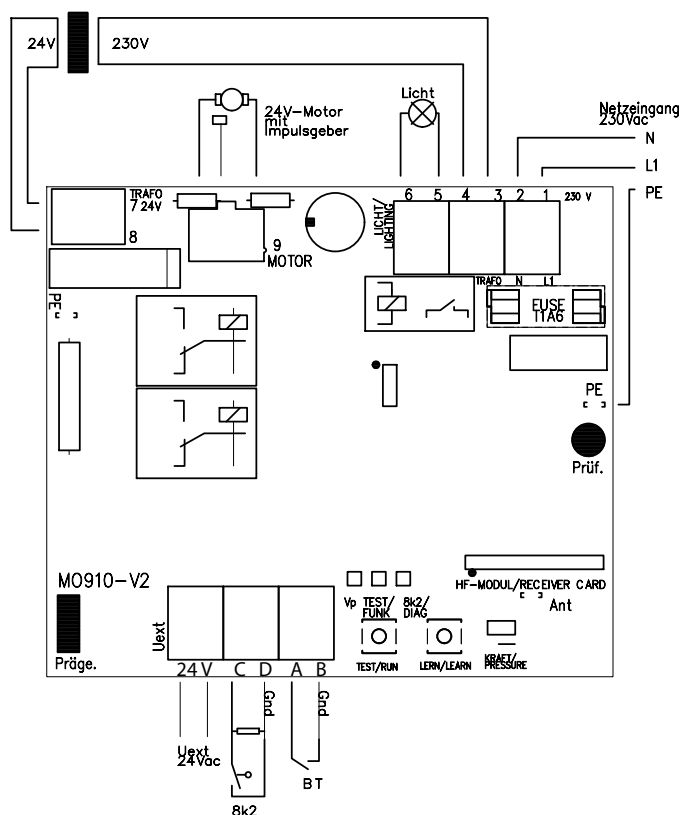 24V
230V
24V-Motor
mit
Impulsgeber
Licht
Netzeingang
230Vac
N
L1
PE
TRAFO
7 24V
8
9
MOTOR
LICHT/
LIGHTING
6 5 4 3 2 1 230 V
TRAFO N L1
FUSE
T1A6
PE
PE
Prüf.
M0910-V2
Präge.
Uext
24V C D A B
Vp TEST/
FUNK
8k2/
DIAG
TEST/RUN
LERN/LEARN
HF-MODUL/RECEIVER CARD
Ant
KRAFT/
PRESSURE
Gnd
Gnd
Uext
24Vac
8k2
BT